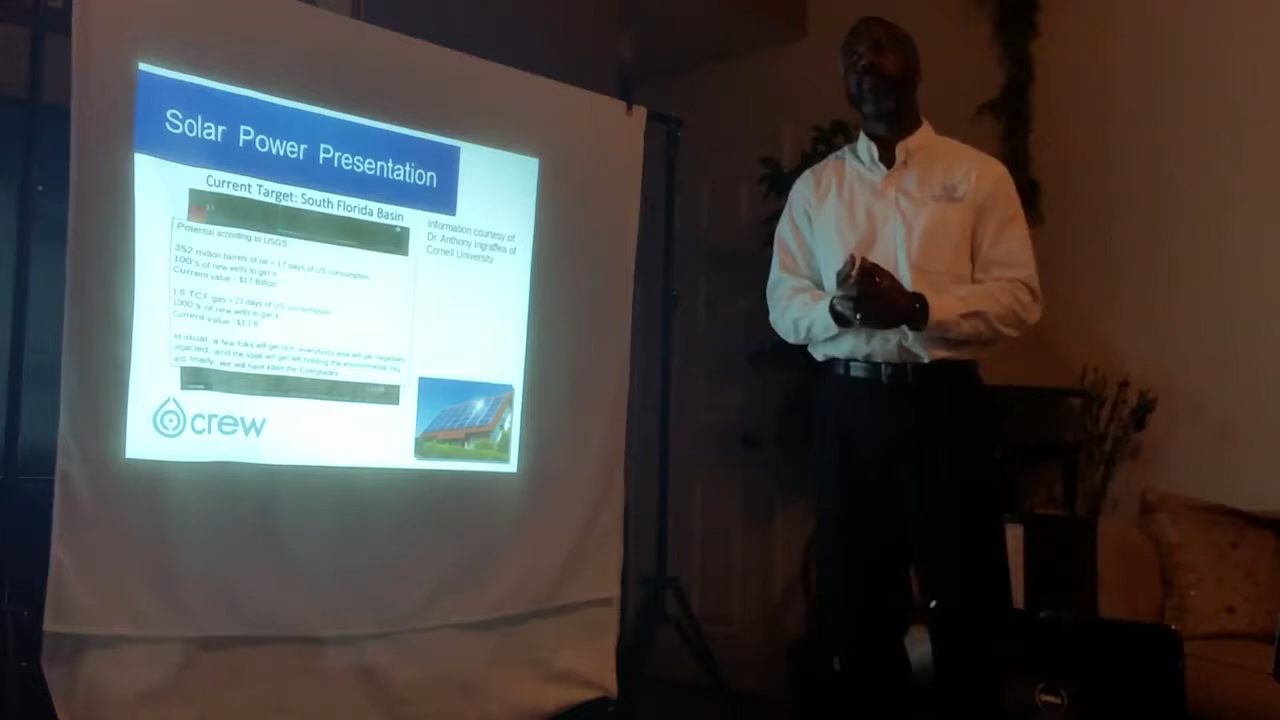 Solar Power Presentation
Current Target: South Florida Basin
Potential according to USGS
352 million barrels of oil = 17 days of US consumption
100's of new wells to get it
Current value ~ $17 Billion
1.6 TCF gas = 23 days of US consumption
1000's of new wells to get it
Current value ~$
As usual, a few folks will get rich, everybody else will get negatively
impacted, and the state will get left holding the environmental bag
and, finally, we will have killed the Everglades
Information courtesy of
Dr. Anthony Ingraffea of
Cornell University
crew
DELL